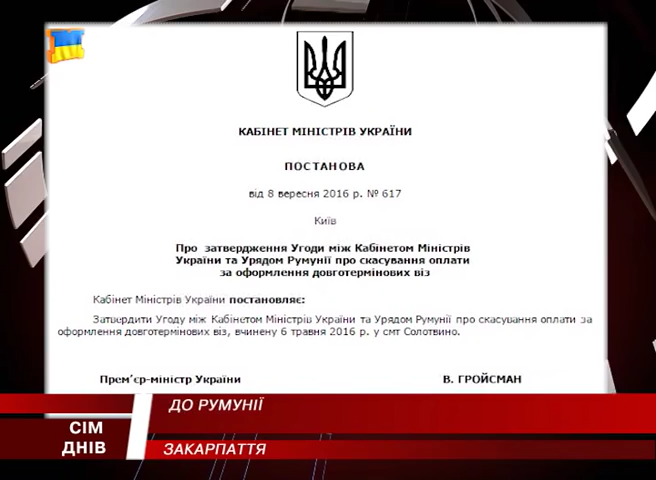 КАБІНЕТ МІНІСТРІВ УКРАЇНИ
ПОСТАНОВА
від 8 вересня 2016 р. № 617
Київ
Про затвердження Угоди між Кабінетом Міністрів
України та Урядом Румунії про скасування оплати
за оформлення довготермінових віз
Кабінет Міністрів України постановляє:
Затвердити Угоду між Кабінетом Міністрів України та Урядом Румунії про скасування оплати за
оформлення довготермінових віз, вчинену 6 травня 2016 р. у смт Солотвино.
Прем’єр-міністр України В. ГРОЙСМАН
ДО РУМУНІЇ
СІМ
ДНІВ
ЗАКАРПАТТЯ